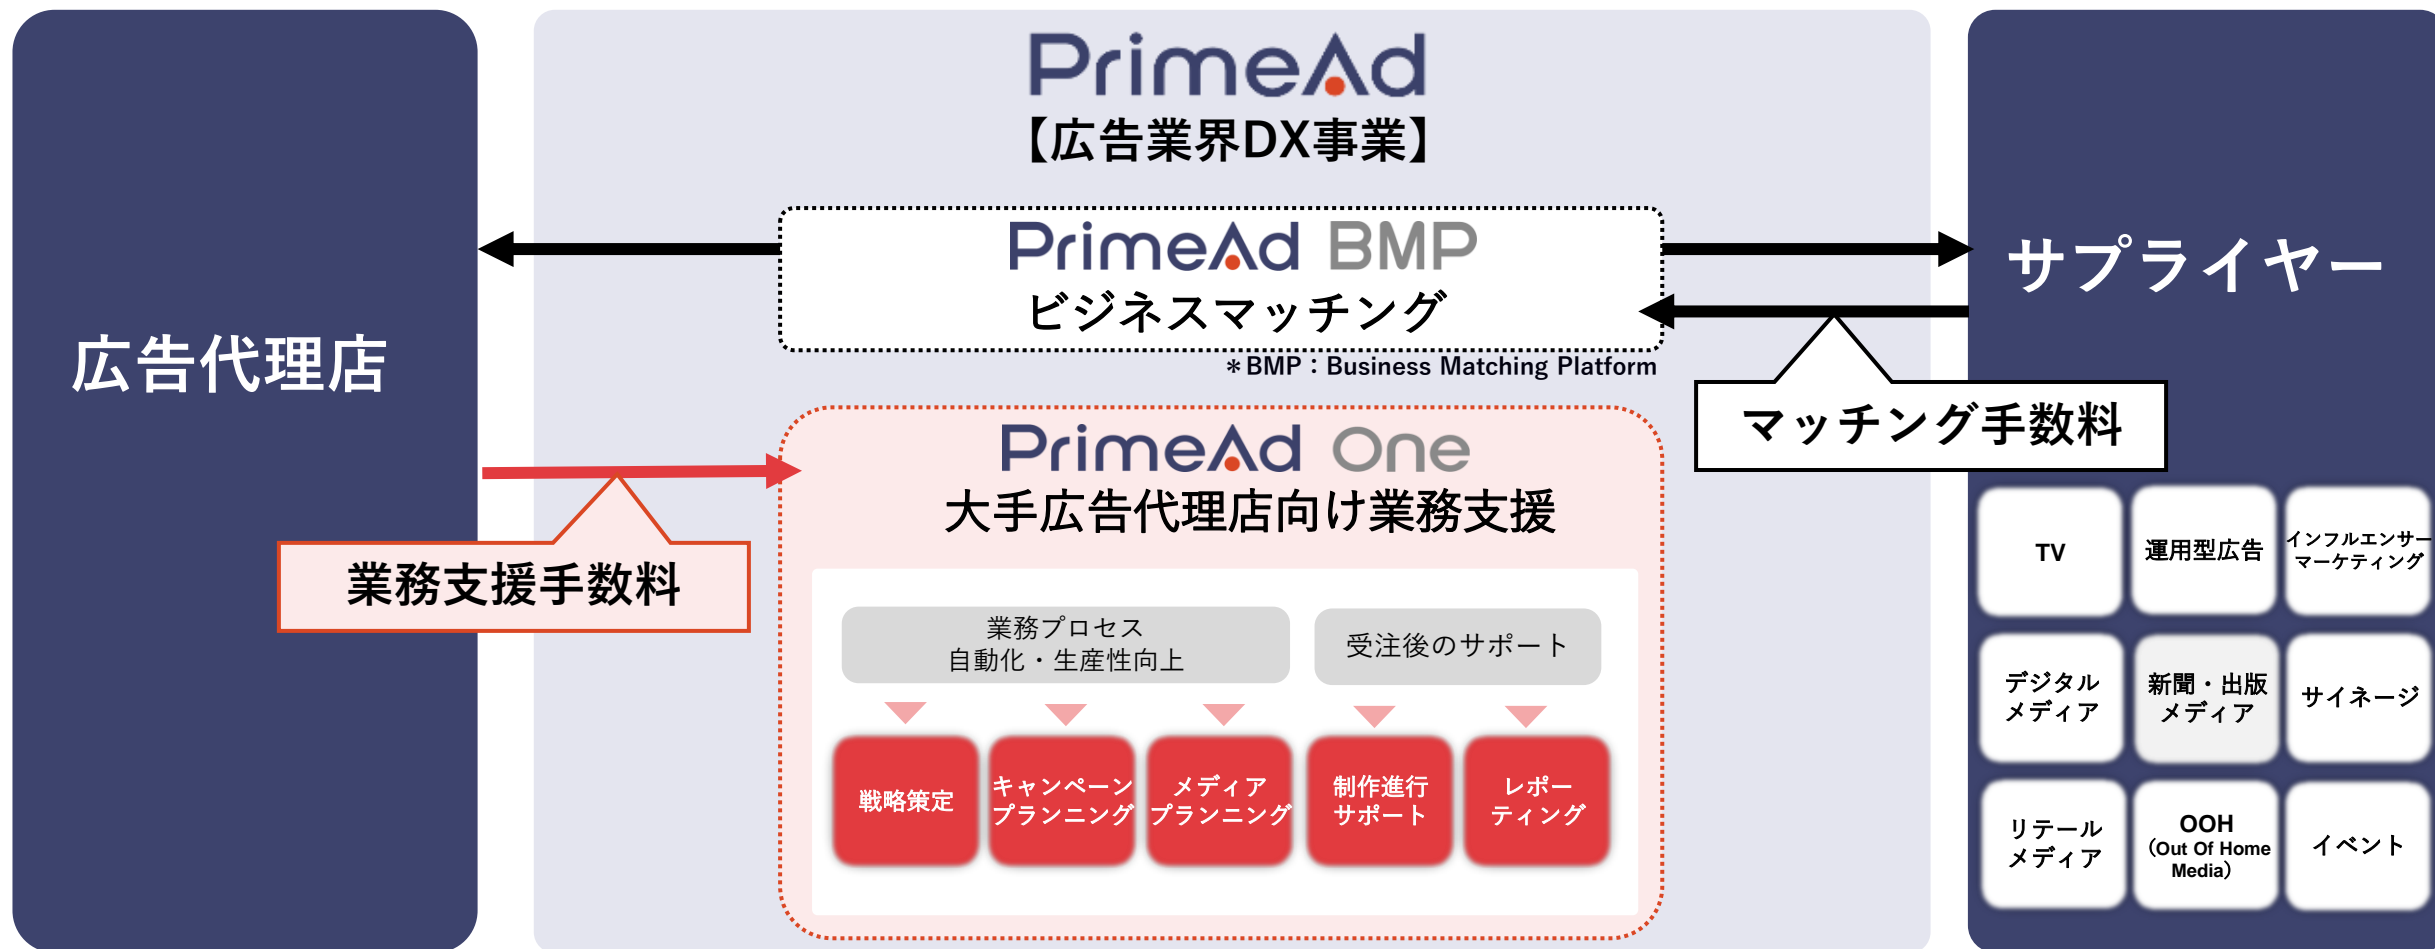 PrimeAd
【広告業界DX事業】
広告代理店
PrimeAd BMP
ビジネスマッチング
＊BMP：Business Matching Platform
サプライヤー
マッチング手数料
PrimeAd One
大手広告代理店向け業務支援
業務支援手数料
業務プロセス
自動化・生産性向上
受注後のサポート
戦略策定
キャンペーン
プランニング
メディア
プランニング
制作進行
サポート
レポー
ティング
TV
運用型広告
インフルエンサー
マーケティング
デジタル
メディア
新聞・出版
メディア
サイネージ
リテール
メディア
OOH
（Out Of Home
Media）
イベント